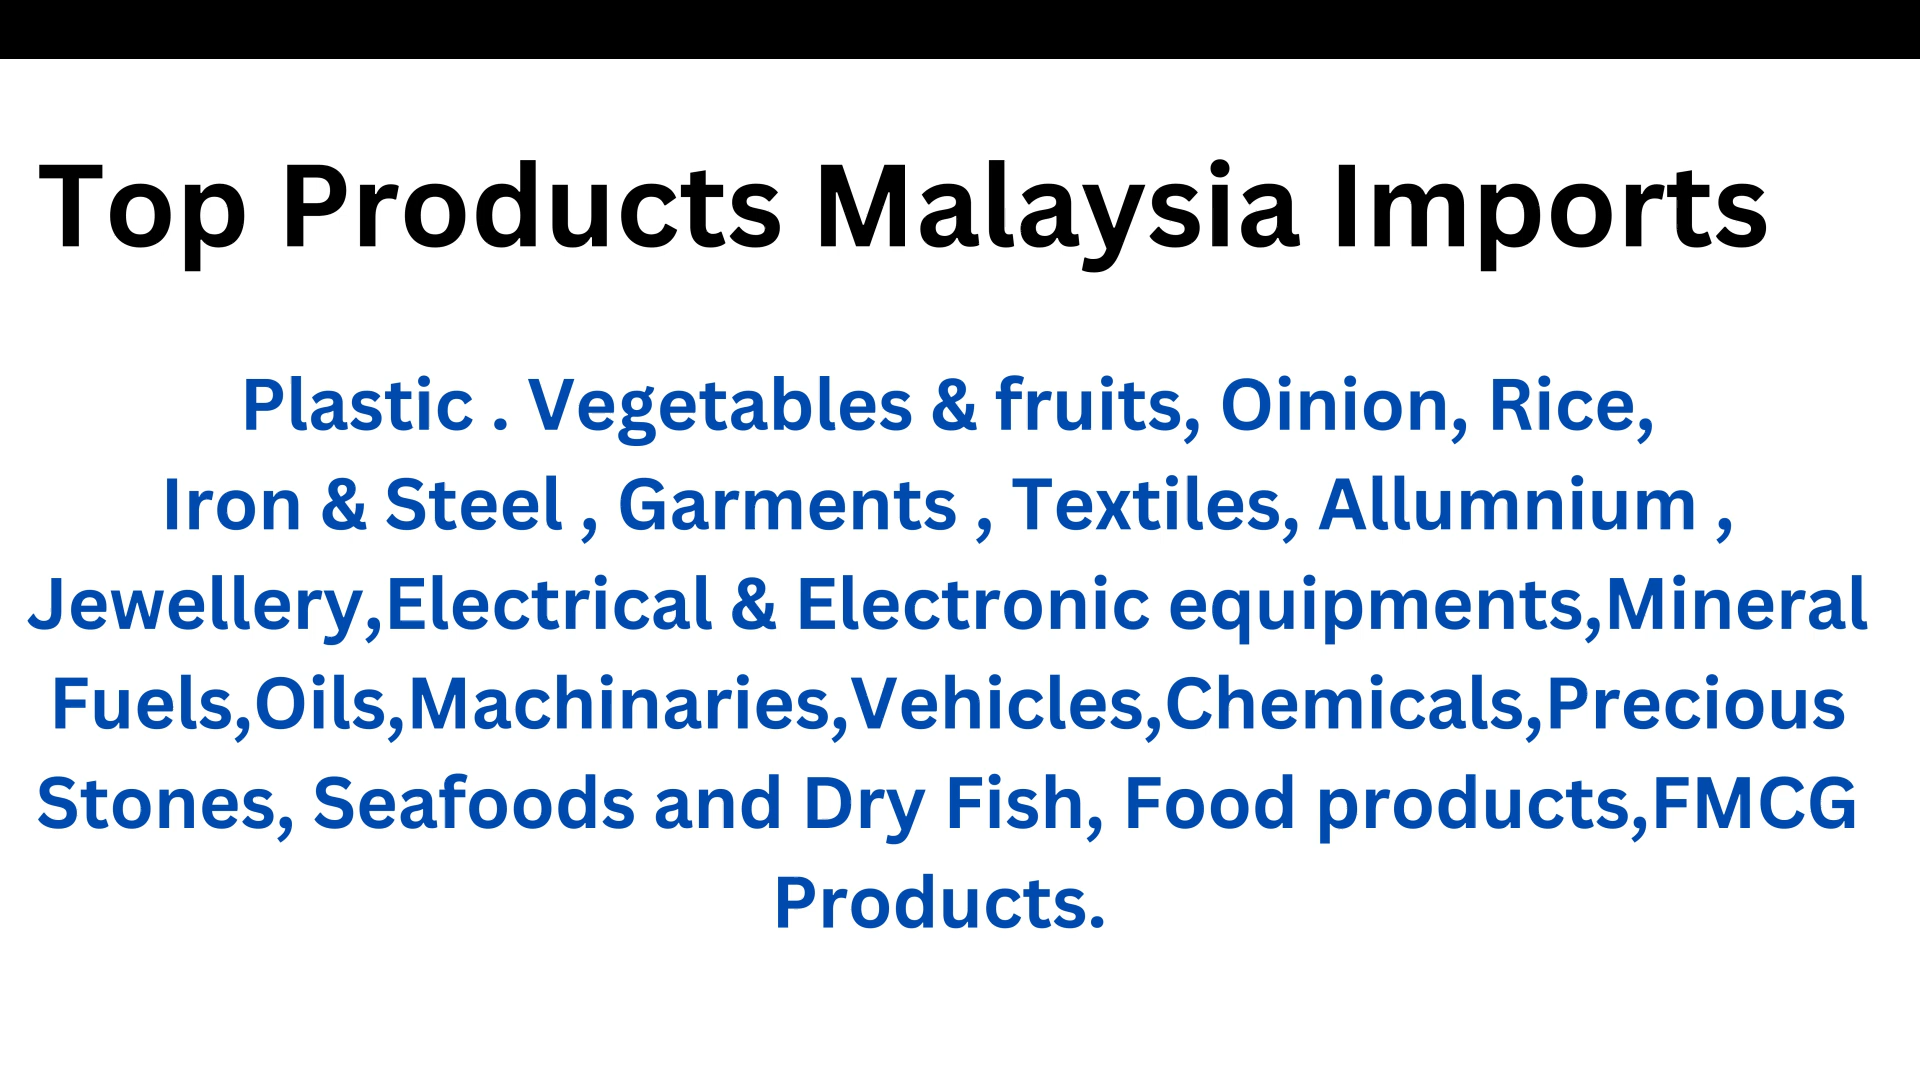 Top Products Malaysia Imports
Plastic . Vegetables & fruits, Oinion, Rice,
Iron & Steel , Garments , Textiles, Allumnium ,
Jewellery,Electrical & Electronic equipments,Mineral
Fuels,Oils,Machinaries,Vehicles,Chemicals,Precious
Stones, Seafoods and Dry Fish, Food products,FMCG
Products.